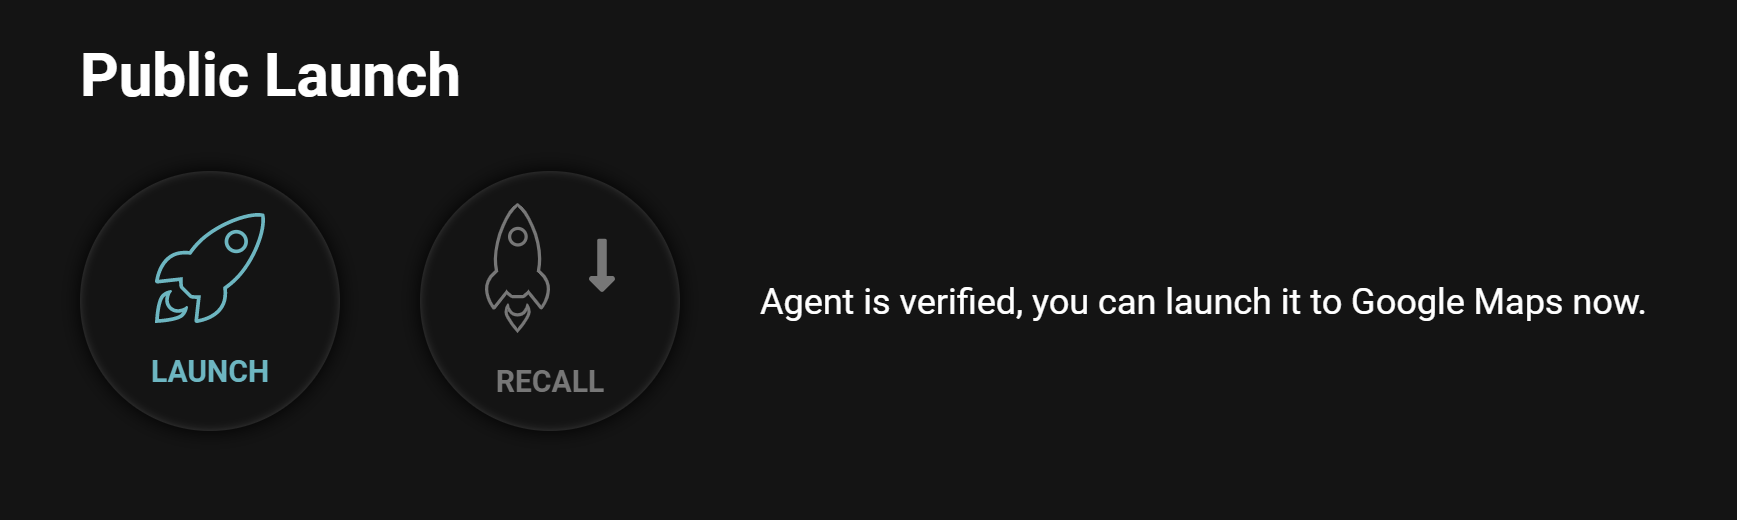 Public Launch
LAUNCH
RECALL
Agent is verified, you can launch it to Google Maps now.